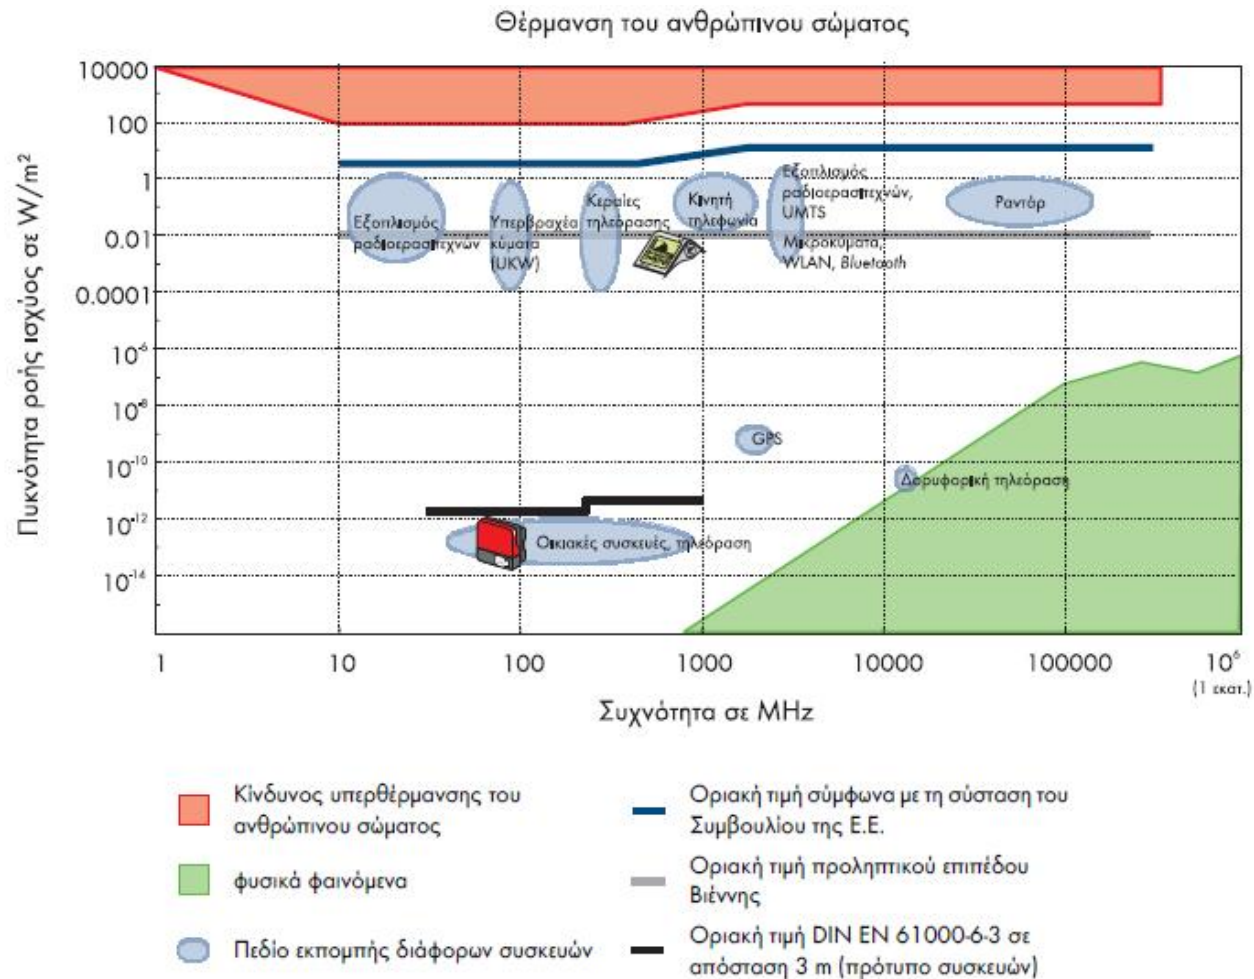 Θέρμανση του ανθρώπινου σώματος
Πυκνότητα ροής ισχύος σε W/m²
10000
100
1
0.01
0.0001
10⁻⁶
10⁻⁸
10⁻¹⁰
10⁻¹²
10⁻¹⁴
Εξοπλισμός
ραδιοερασιτεχνών
Υπερβραχέα
κύματα
(UKW)
Κεραίες
τηλεόρασης
Κινητή
τηλεφωνία
Εξοπλισμός
ραδιοερασιτεχνών,
UMTS
Μικροκύματα,
WLAN, Bluetooth
Ραντάρ
GPS
Δορυφορική τηλεόραση
Οικιακές συσκευές, τηλεόραση
1
10
100
1000
10000
100000
10⁶
(1 εκατ.)
Συχνότητα σε MHz
Κίνδυνος υπερθέρμανσης του
ανθρώπινου σώματος
φυσικά φαινόμενα
Πεδίο εκπομπής διάφορων συσκευών
Οριακή τιμή σύμφωνα με τη σύσταση του
Συμβουλίου της Ε.Ε.
Οριακή τιμή προληπτικού επιπέδου
Βιέννης
Οριακή τιμή DIN EN 61000-6-3 σε
απόσταση 3 m (πρότυπο συσκευών)